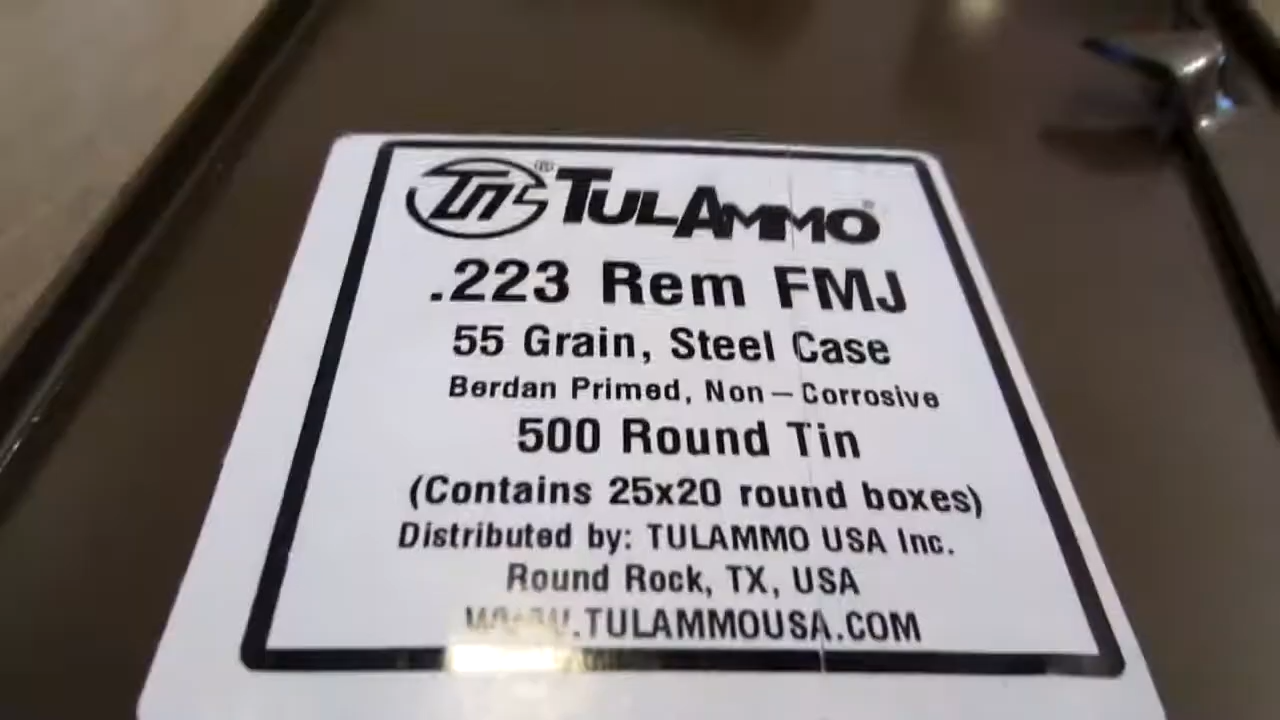 TUS® TULAMMO®
.223 Rem FMJ
55 Grain, Steel Case
Berdan Primed, Non–Corrosive
500 Round Tin
(Contains 25x20 round boxes)
Distributed by: TULAMMO USA Inc.
Round Rock, TX, USA
.TULAMMOUSA.COM